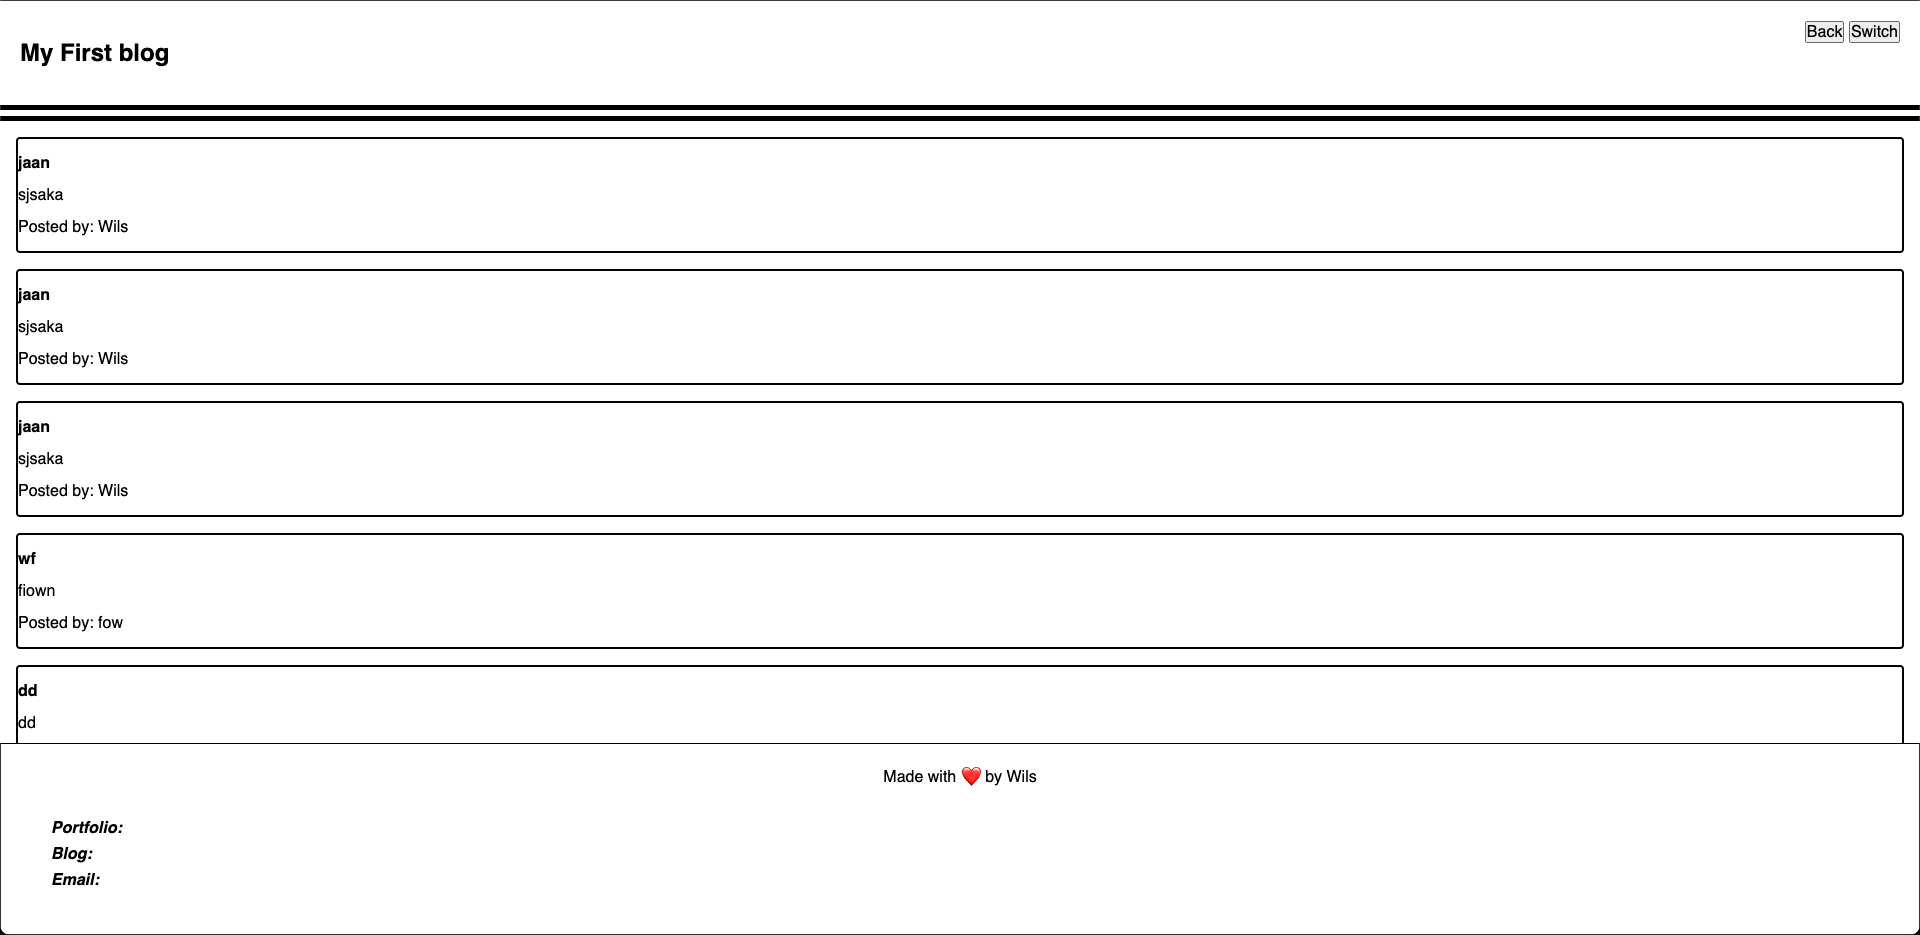 My First blog
Back Switch
jaan
sjsaka
Posted by: Wils
jaan
sjsaka
Posted by: Wils
jaan
sjsaka
Posted by: Wils
wf
fiown
Posted by: fow
dd
dd
Made with ❤️ by Wils
Portfolio:
Blog:
Email: